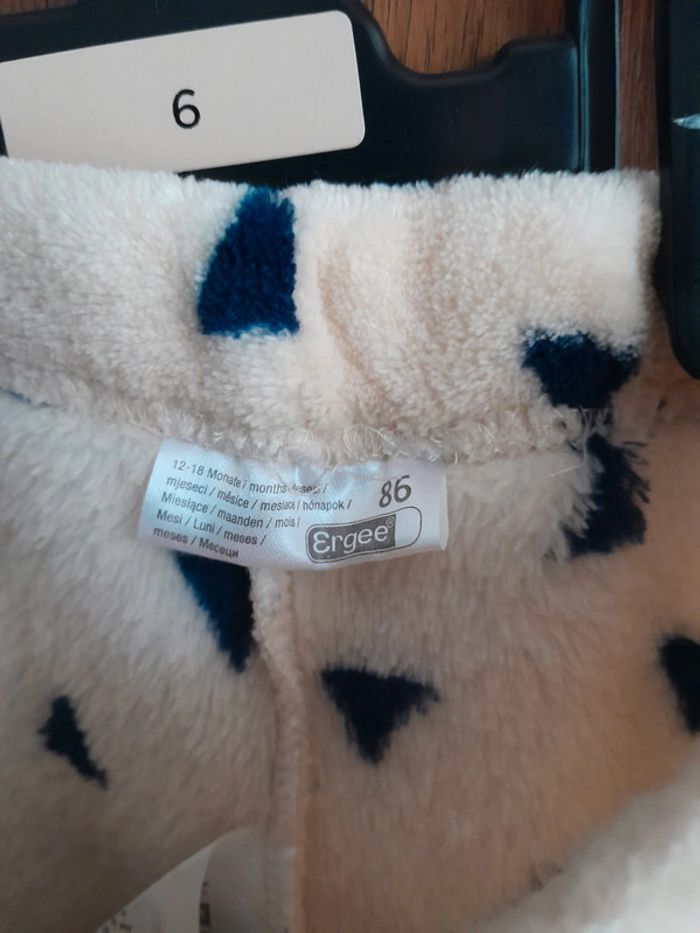 6
12-18 Monate / months
mjeseci / měsíce / mesiace / hónapok /
Miesiące / maanden / mois /
Mesi / Luni / meses /
meses / Месеци
86
Ergee®